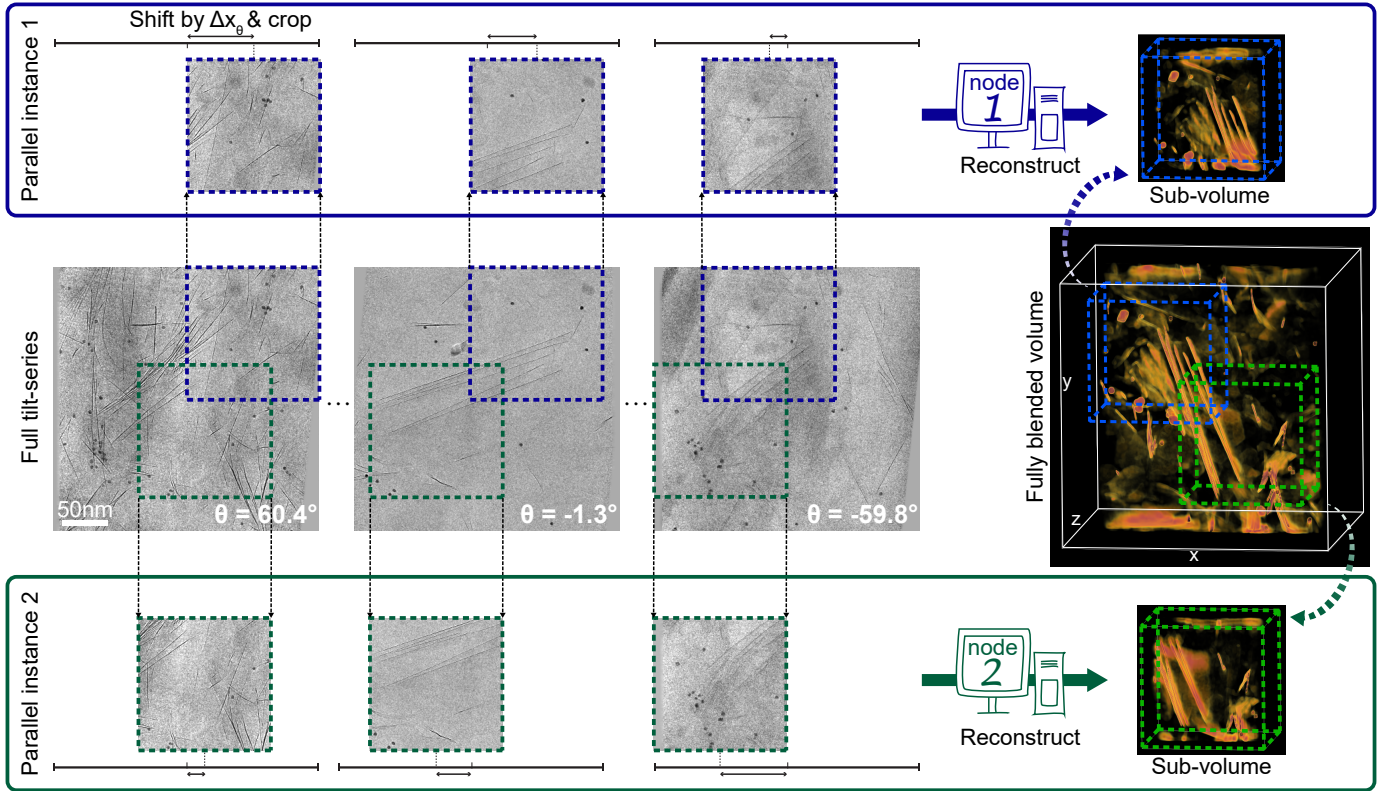 Parallel instance 1
Shift by Δx_θ & crop
node
1
Reconstruct
Sub-volume
Full tilt-series
50nm
θ = 60.4°
...
θ = -1.3°
...
θ = -59.8°
Fully blended volume
y
z
x
Parallel instance 2
node
2
Reconstruct
Sub-volume